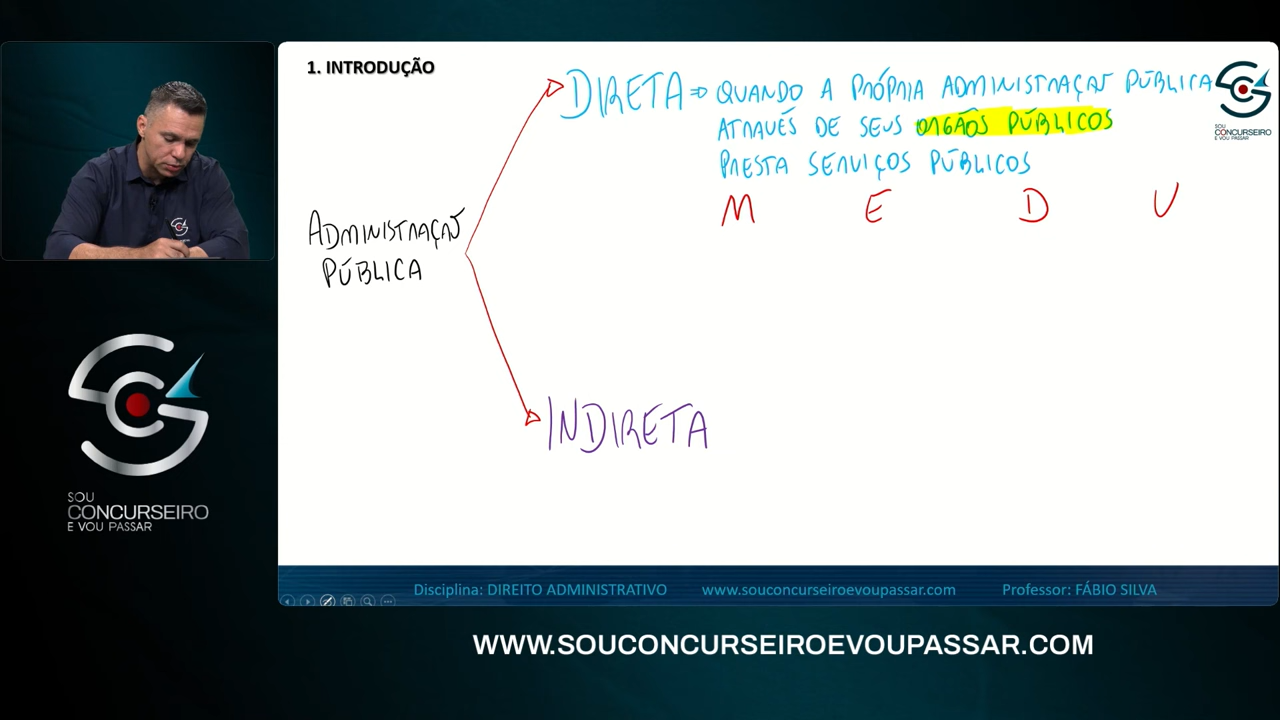 1. INTRODUÇÃO
DIRETA ⇒ QUANDO A PRÓPRIA ADMINISTRAÇÃO PÚBLICA
ATRAVÉS DE SEUS ORGÃOS PÚBLICOS
PRESTA SERVIÇOS PÚBLICOS
M E D U
ADMINISTRAÇÃO
PÚBLICA
INDIRETA
SOU
CONCURSEIRO
E VOU PASSAR
SOU
CONCURSEIRO
E VOU PASSAR
Disciplina: DIREITO ADMINISTRATIVO www.souconcurseiroevoupassar.com Professor: FÁBIO SILVA
WWW.SOUCONCURSEIROEVOUPASSAR.COM